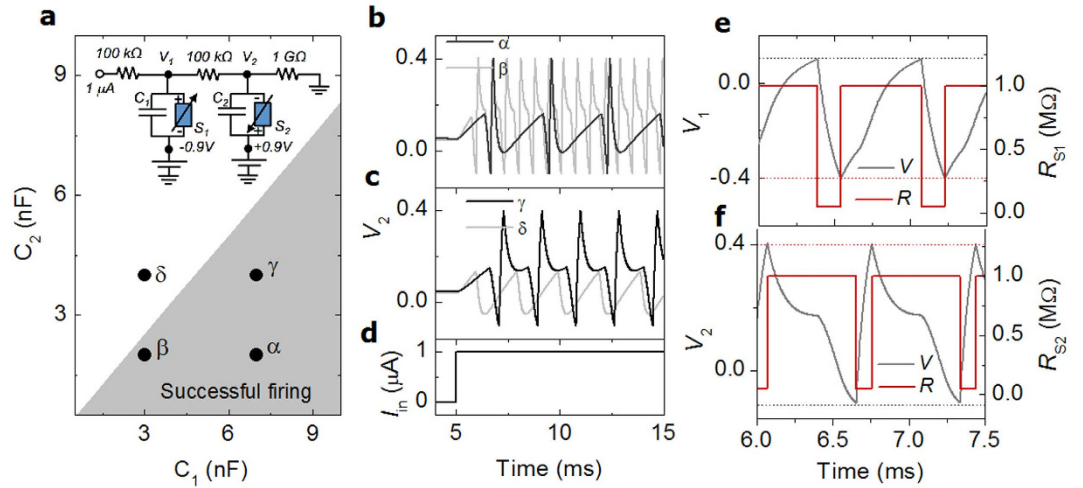 a
100 kΩ
V1
100 kΩ
V2
1 GΩ
1 μA
C1
+
-
S1
-0.9V
C2
-
+
S2
+0.9V
9
6
3
C2 (nF)
δ
γ
β
α
Successful firing
3
6
9
C1 (nF)
b
α
β
0.4
0.0
c
V2
γ
δ
0.4
0.0
d
Iin (μA)
1
0
4
5
10
15
Time (ms)
e
V1
0.0
-0.4
V
R
1.0
0.5
0.0
RS1 (MΩ)
f
V2
0.4
0.0
V
R
1.0
0.5
0.0
RS2 (MΩ)
6.0
6.5
7.0
7.5
Time (ms)